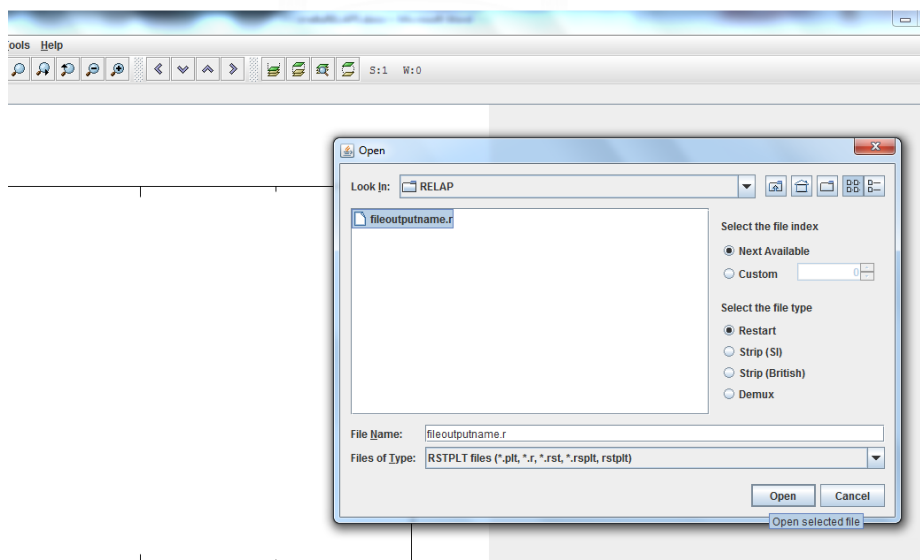 ools Help
S:1 W:0
Open
Look In: RELAP
fileoutputname.r
Select the file index
Next Available
Custom 0
Select the file type
Restart
Strip (SI)
Strip (British)
Demux
File Name: fileoutputname.r
Files of Type: RSTPLT files (*.plt, *.r, *.rst, *.rsplt, rstplt)
Open Cancel
Open selected file